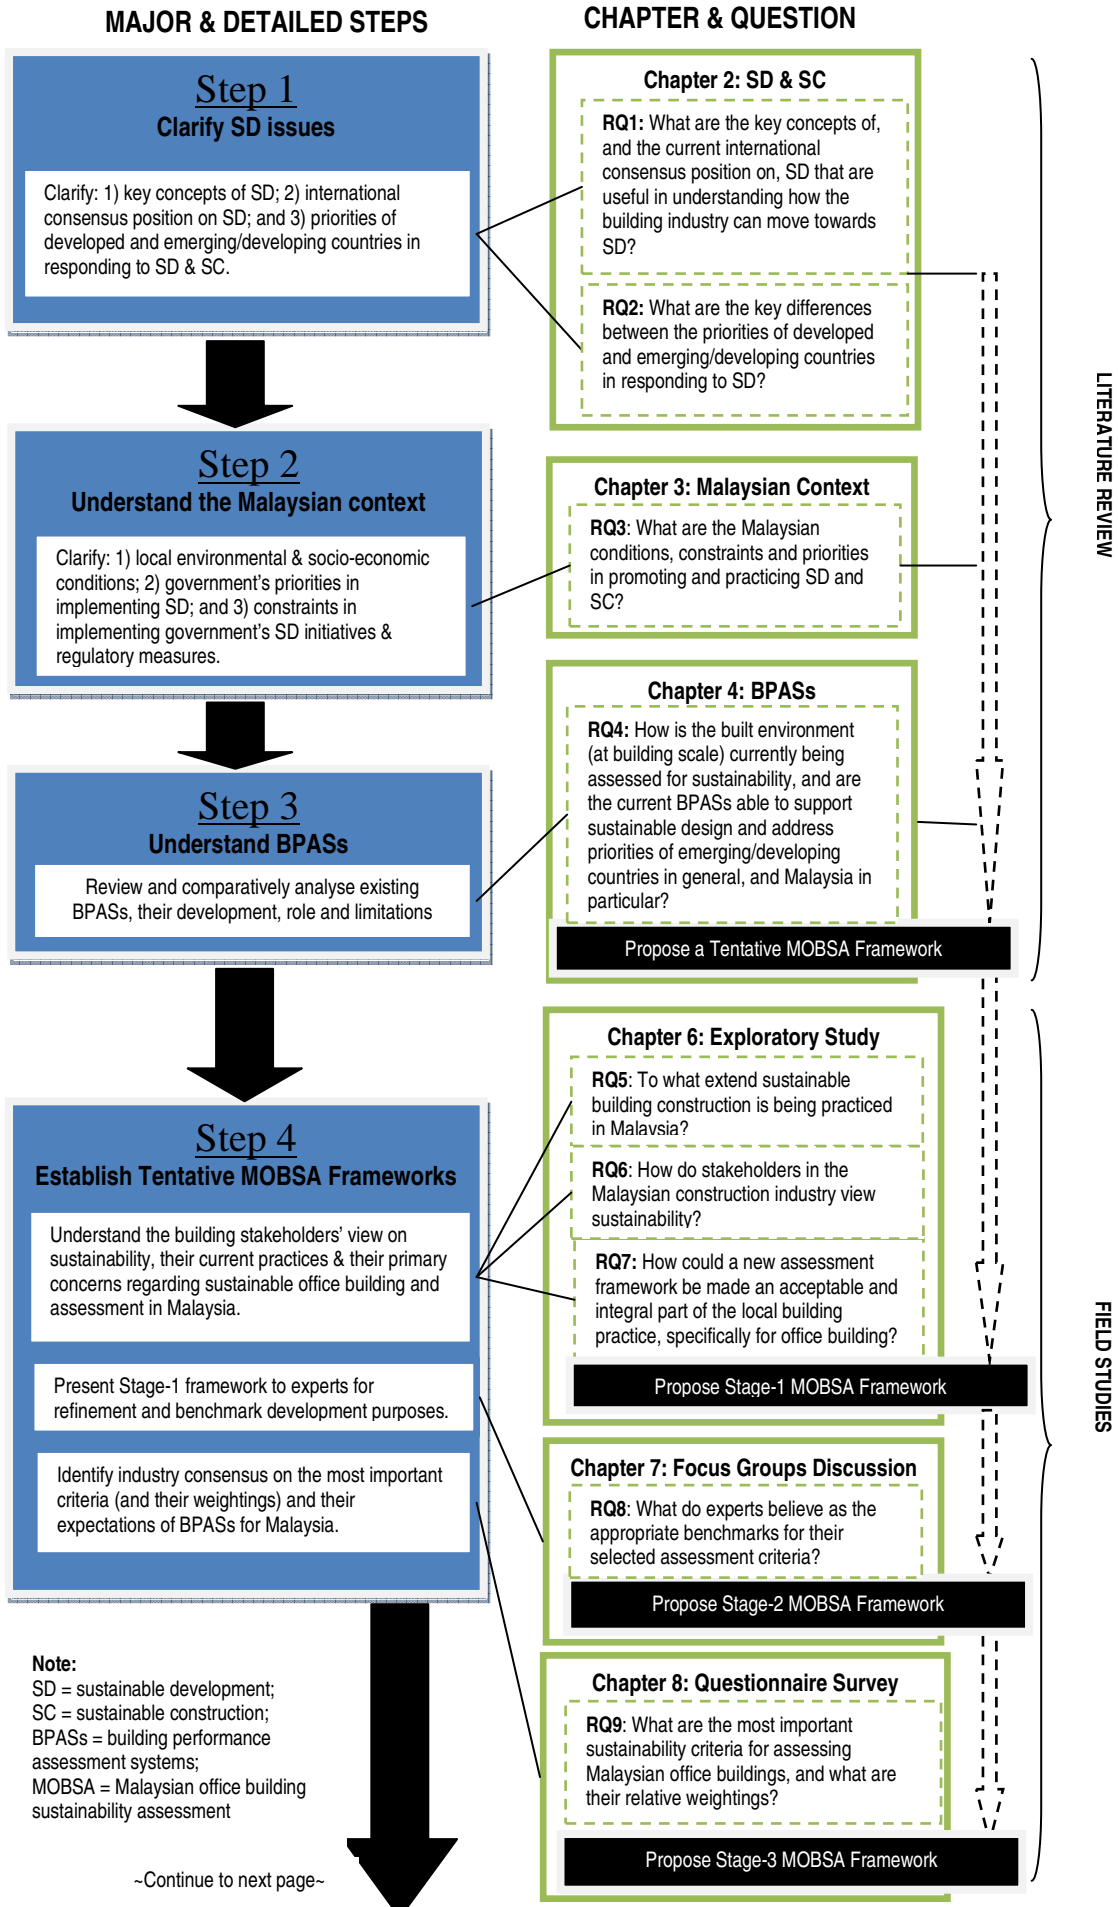 MAJOR & DETAILED STEPS
CHAPTER & QUESTION
Step 1
Clarify SD issues
Clarify: 1) key concepts of SD; 2) international
consensus position on SD; and 3) priorities of
developed and emerging/developing countries in
responding to SD & SC.
Chapter 2: SD & SC
RQ1: What are the key concepts of,
and the current international
consensus position on, SD that are
useful in understanding how the
building industry can move towards
SD?
RQ2: What are the key differences
between the priorities of developed
and emerging/developing countries
in responding to SD?
Step 2
Understand the Malaysian context
Clarify: 1) local environmental & socio-economic
conditions; 2) government's priorities in
implementing SD; and 3) constraints in
implementing government's SD initiatives &
regulatory measures.
Chapter 3: Malaysian Context
RQ3: What are the Malaysian
conditions, constraints and priorities
in promoting and practicing SD and
SC?
Step 3
Understand BPASs
Review and comparatively analyse existing
BPASs, their development, role and limitations
Chapter 4: BPASs
RQ4: How is the built environment
(at building scale) currently being
assessed for sustainability, and are
the current BPASs able to support
sustainable design and address
priorities of emerging/developing
countries in general, and Malaysia in
particular?
Propose a Tentative MOBSA Framework
LITERATURE REVIEW
Step 4
Establish Tentative MOBSA Frameworks
Understand the building stakeholders' view on
sustainability, their current practices & their primary
concerns regarding sustainable office building and
assessment in Malaysia.
Present Stage-1 framework to experts for
refinement and benchmark development purposes.
Identify industry consensus on the most important
criteria (and their weightings) and their
expectations of BPASs for Malaysia.
Chapter 6: Exploratory Study
RQ5: To what extend sustainable
building construction is being practiced
in Malaysia?
RQ6: How do stakeholders in the
Malaysian construction industry view
sustainability?
RQ7: How could a new assessment
framework be made an acceptable and
integral part of the local building
practice, specifically for office building?
Propose Stage-1 MOBSA Framework
Chapter 7: Focus Groups Discussion
RQ8: What do experts believe as the
appropriate benchmarks for their
selected assessment criteria?
Propose Stage-2 MOBSA Framework
Chapter 8: Questionnaire Survey
RQ9: What are the most important
sustainability criteria for assessing
Malaysian office buildings, and what are
their relative weightings?
Propose Stage-3 MOBSA Framework
FIELD STUDIES
Note:
SD = sustainable development;
SC = sustainable construction;
BPASs = building performance
assessment systems;
MOBSA = Malaysian office building
sustainability assessment
~Continue to next page~